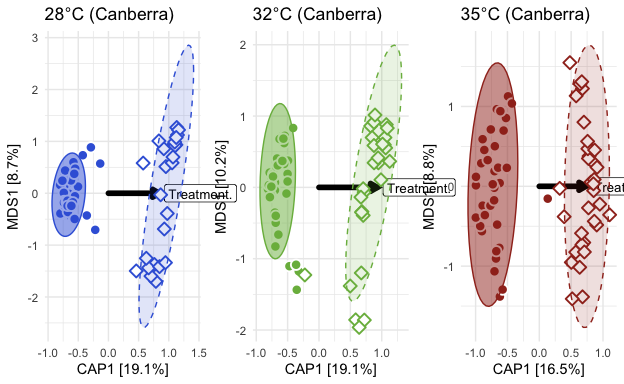 28°C (Canberra)
32°C (Canberra)
35°C (Canberra)
MDS1 [8.7%]
3
2
1
0
-1
-2
Treatment.
-1.0 -0.5 0.0 0.5 1.0 1.5
CAP1 [19.1%]
MDS1 [10.2%]
2
1
0
-1
-2
Treatment.
-1.0 -0.5 0.0 0.5 1.0
CAP1 [19.1%]
MDS1 [8.8%]
1
0
-1
-1.0 -0.5 0.0 0.5 1.0
CAP1 [16.5%]